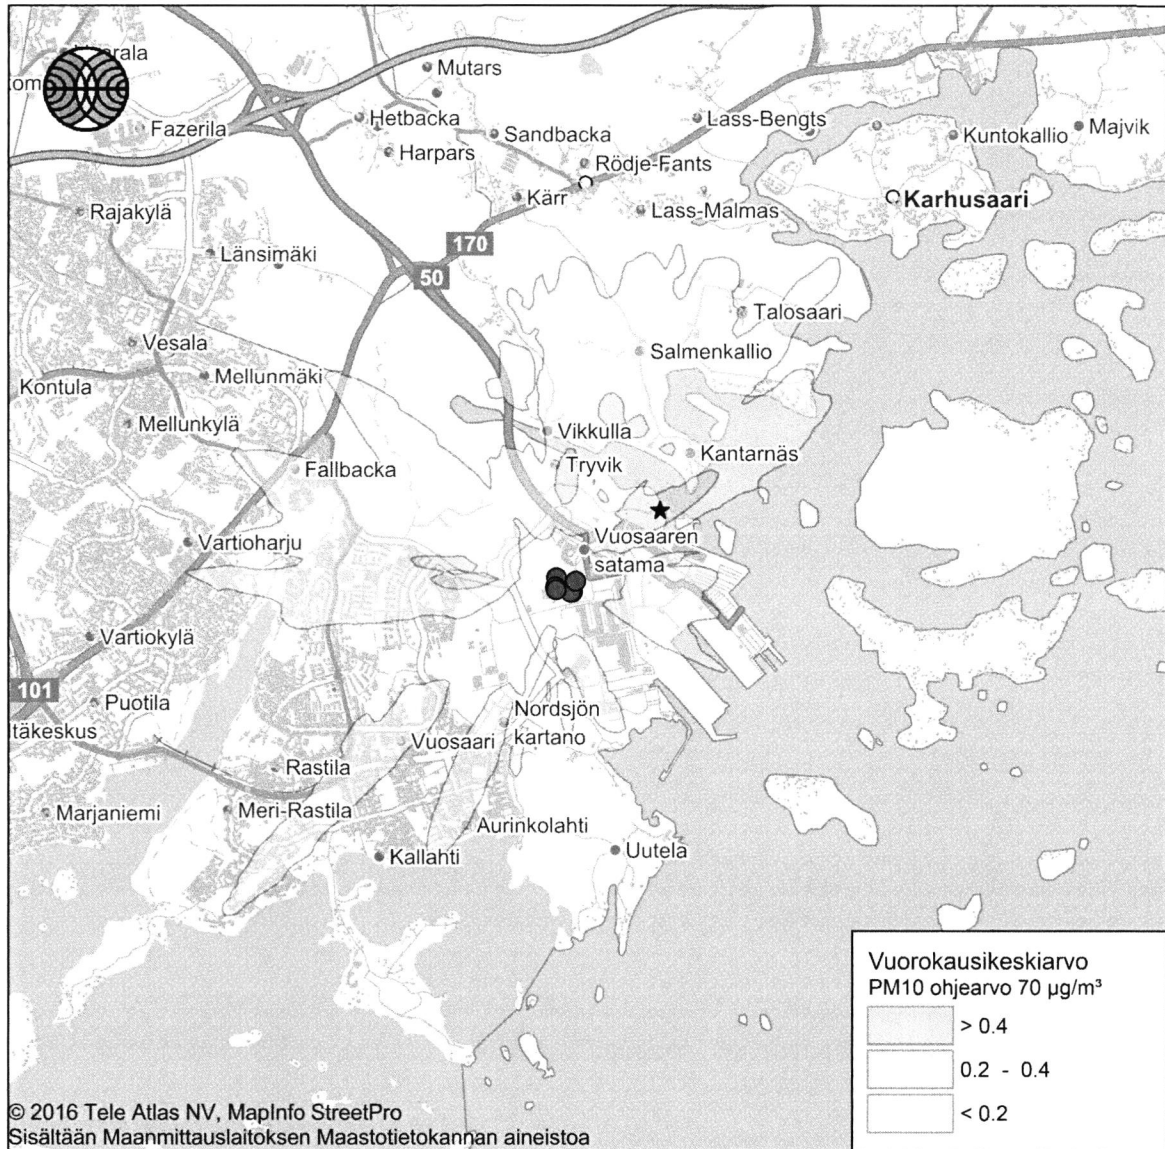 Mutars
Fazerila
Hetbacka
Sandbacka
Lass-Bengts
Kuntokallio
Majvik
Harpars
Rödje-Fants
Rajakylä
Kärr
Lass-Malmas
Karhusaari
Länsimäki
170
50
Talosaari
Vesala
Salmenkallio
Kontula
Mellunmäki
Mellunkylä
Vikkulla
Kantarnäs
Fallbacka
Tryvik
Vartioharju
Vuosaaren
satama
Vartiokylä
101
Puotila
Nordsjön
kartano
täkeskus
Vuosaari
Rastila
Marjaniemi
Meri-Rastila
Aurinkolahti
Kallahti
Uutela
Vuorokausikeskiarvo
PM10 ohjearvo 70 µg/m³
> 0.4
0.2 - 0.4
< 0.2
© 2016 Tele Atlas NV, MapInfo StreetPro
Sisältään Maanmittauslaitoksen Maastotietokannan aineistoa